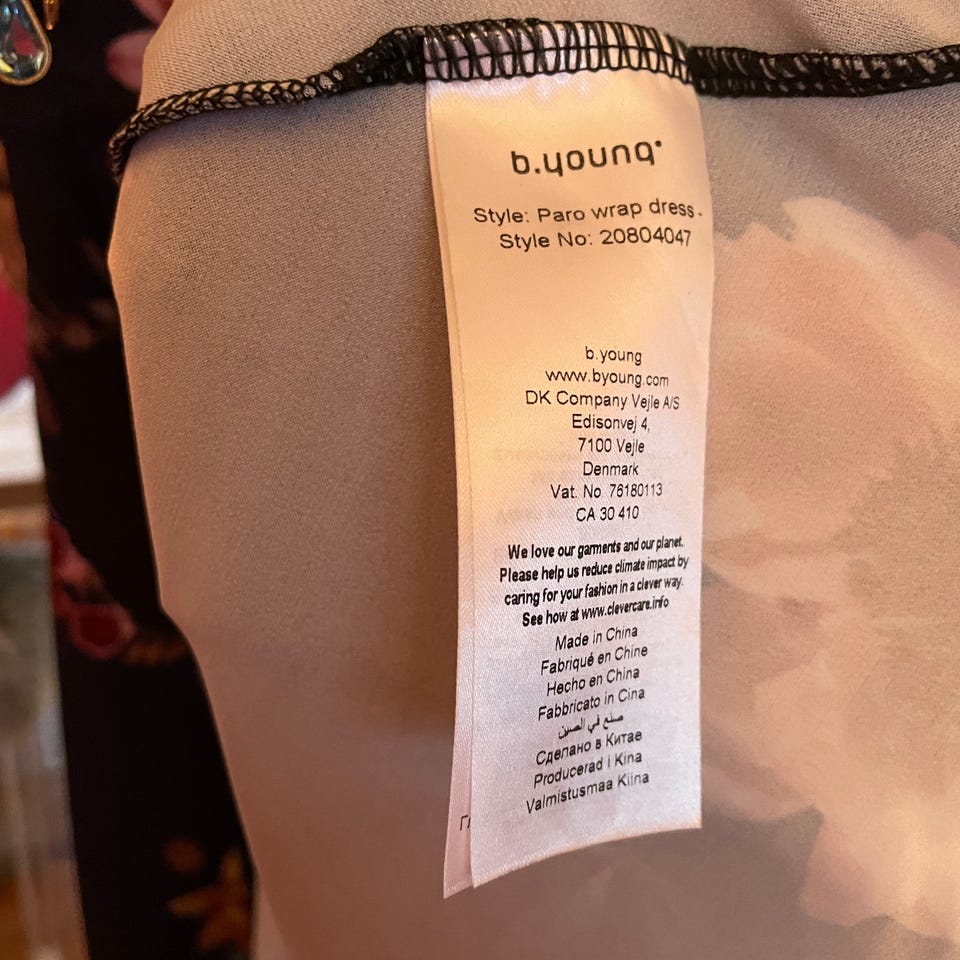 b.young
Style: Paro wrap dress.
Style No: 20804047
b.young
www.byoung.com
DK Company Vejle A/S
Edisonvej 4,
7100 Vejle
Denmark
Vat. No. 76180113
CA 30 410
We love our garments and our planet.
Please help us reduce climate impact by
caring for your fashion in a clever way.
See how at www.clevercare.info
Made in China
Fabriqué en Chine
Hecho en China
Fabbricato in Cina
صنع في الصين
Сделано в Китае
Producerad i Kina
Valmistusmaa Kiina